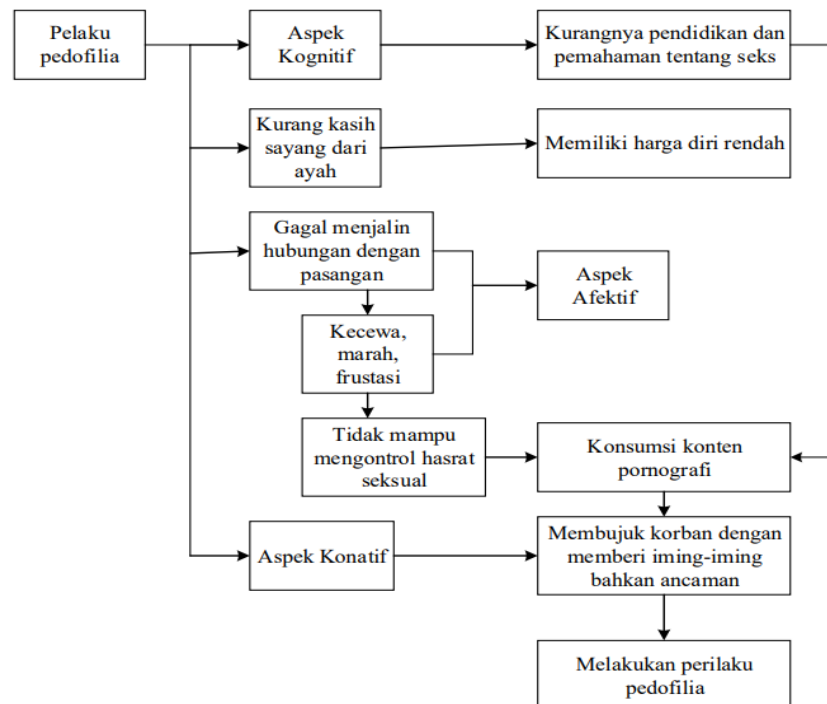 Pelaku
pedofilia
Aspek
Kognitif
Kurangnya pendidikan dan
pemahaman tentang seks
Kurang kasih
sayang dari
ayah
Memiliki harga diri rendah
Gagal menjalin
hubungan dengan
pasangan
Aspek
Afektif
Kecewa,
marah,
frustasi
Tidak mampu
mengontrol hasrat
seksual
Konsumsi konten
pornografi
Aspek Konatif
Membujuk korban dengan
memberi iming-iming
bahkan ancaman
Melakukan perilaku
pedofilia